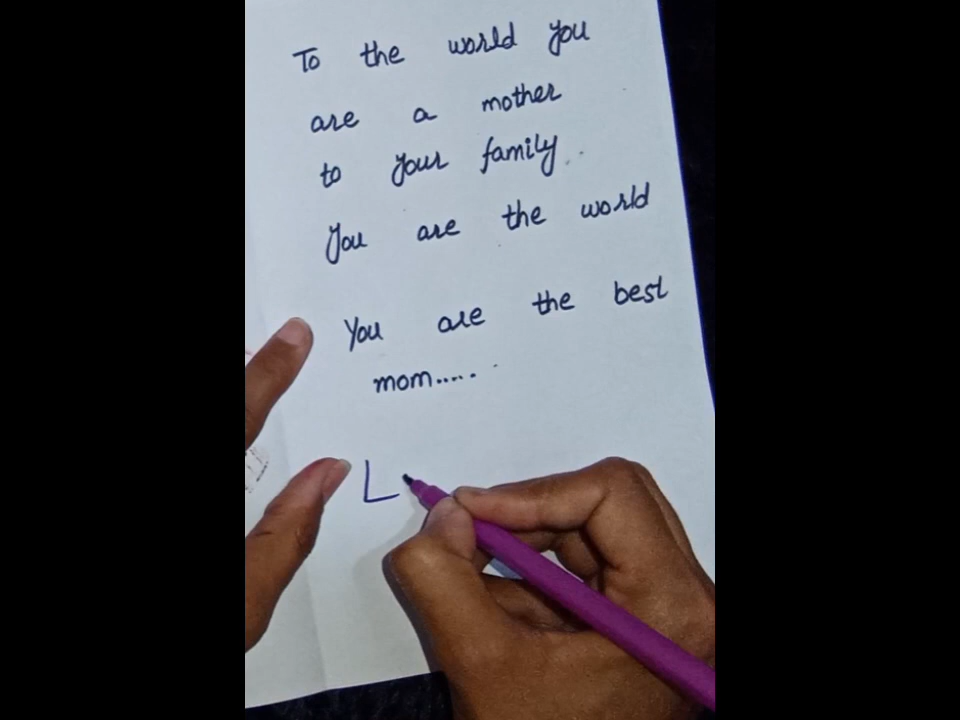 To the world you
are a mother
to your family..
You are the world
You are the best
mom.....
L